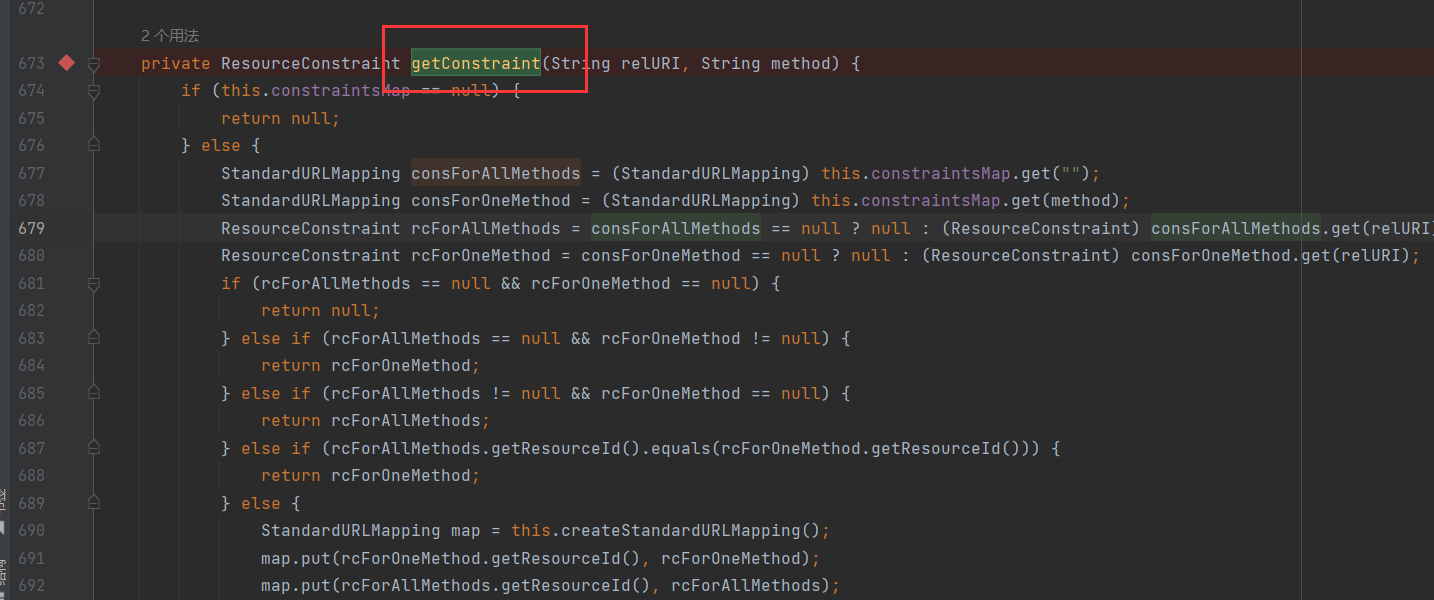 672
2 个用法
673 private ResourceConstraint getConstraint(String relURI, String method) {
674 if (this.constraintsMap == null) {
675 return null;
676 } else {
677 StandardURLMapping consForAllMethods = (StandardURLMapping) this.constraintsMap.get("");
678 StandardURLMapping consForOneMethod = (StandardURLMapping) this.constraintsMap.get(method);
679 ResourceConstraint rcForAllMethods = consForAllMethods == null ? null : (ResourceConstraint) consForAllMethods.get(relURI)
680 ResourceConstraint rcForOneMethod = consForOneMethod == null ? null : (ResourceConstraint) consForOneMethod.get(relURI);
681 if (rcForAllMethods == null && rcForOneMethod == null) {
682 return null;
683 } else if (rcForAllMethods == null && rcForOneMethod != null) {
684 return rcForOneMethod;
685 } else if (rcForAllMethods != null && rcForOneMethod == null) {
686 return rcForAllMethods;
687 } else if (rcForAllMethods.getResourceId().equals(rcForOneMethod.getResourceId())) {
688 return rcForOneMethod;
689 } else {
690 StandardURLMapping map = this.createStandardURLMapping();
691 map.put(rcForOneMethod.getResourceId(), rcForOneMethod);
692 map.put(rcForAllMethods.getResourceId(), rcForAllMethods);